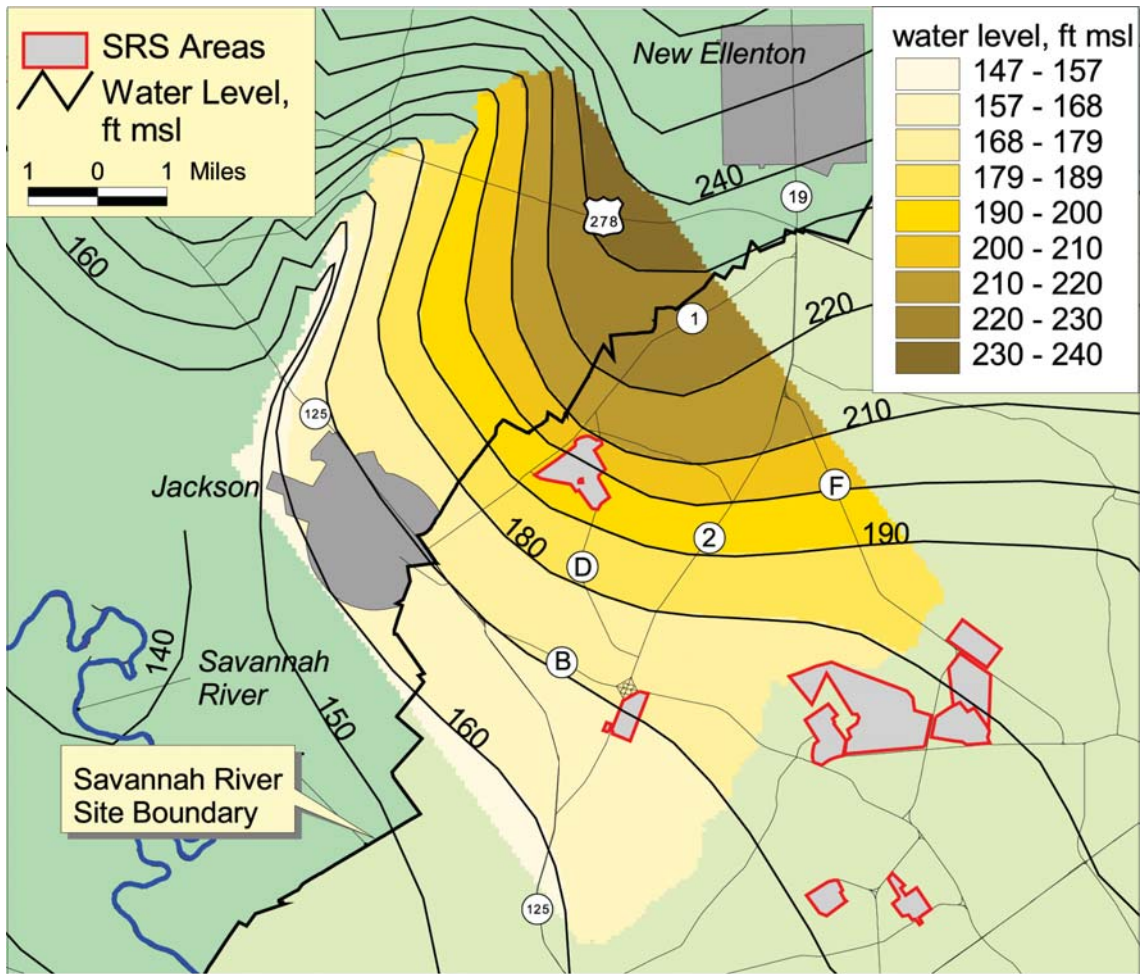 SRS Areas
Water Level,
ft msl
1 0 1 Miles
New Ellenton
water level, ft msl
147 - 157
157 - 168
168 - 179
179 - 189
190 - 200
200 - 210
210 - 220
220 - 230
230 - 240
240
19
278
160
1
220
125
210
Jackson
F
180
2
190
D
140
Savannah
River
B
150
160
Savannah River
Site Boundary
125